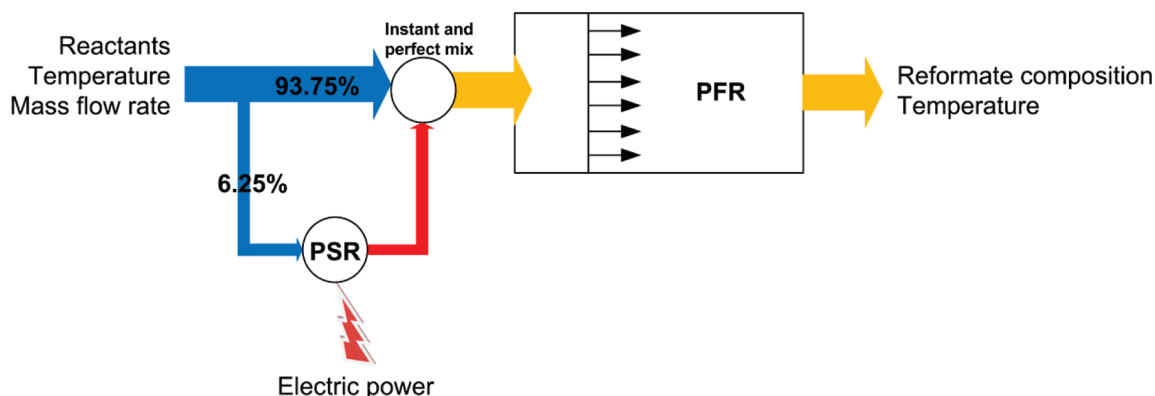 Reactants
Temperature
Mass flow rate
93.75%
Instant and
perfect mix
PFR
Reformate composition
Temperature
6.25%
PSR
Electric power